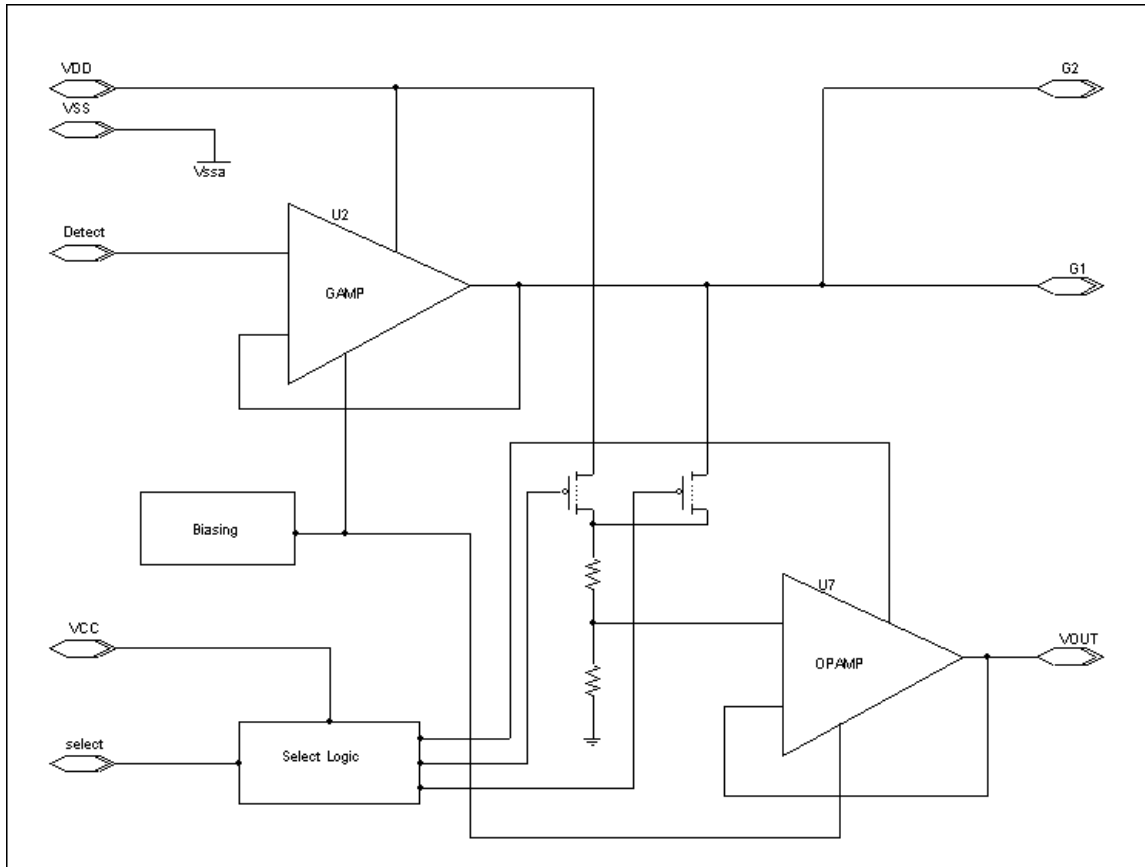 VDD
G2
VSS
Vssa
U2
Detect
G1
GAMP
Biasing
U7
VCC
VOUT
OPAMP
select
Select Logic